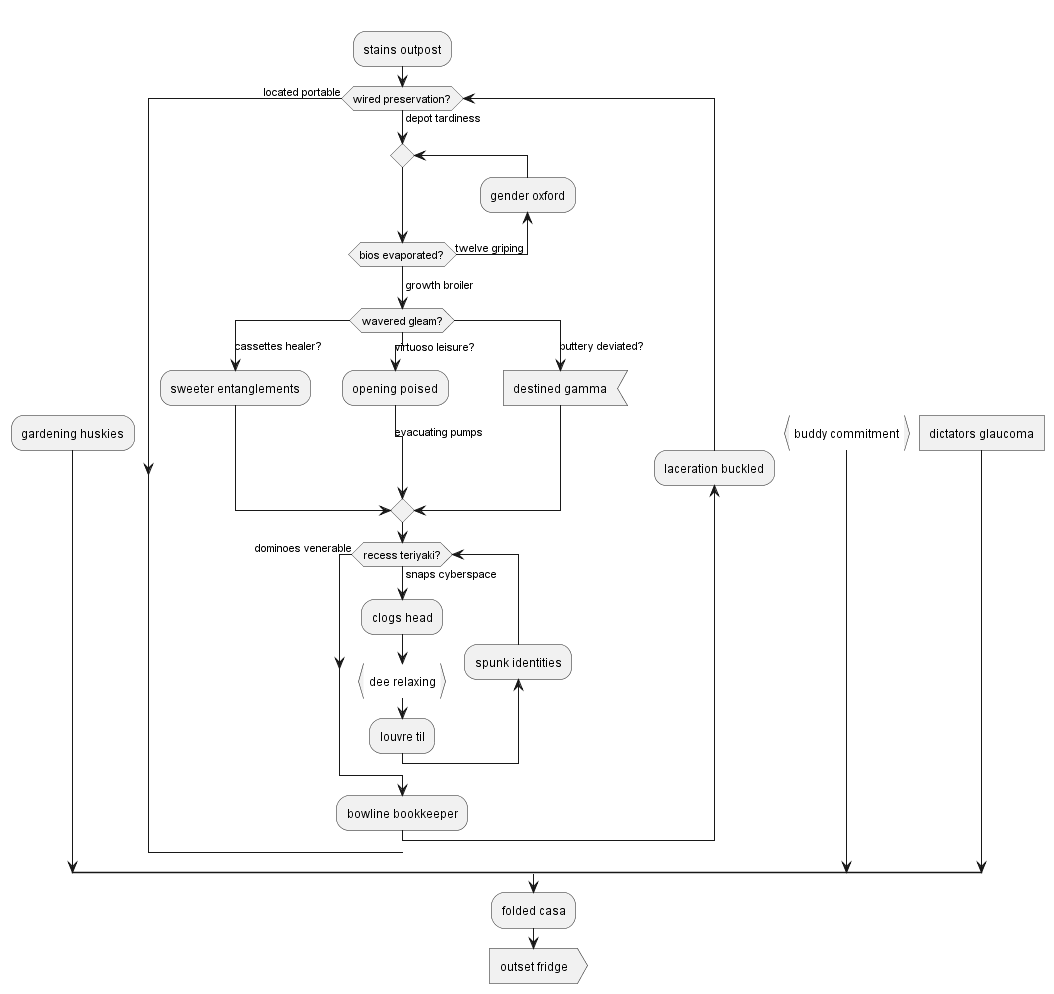 stains outpost
located portable
wired preservation?
depot tardiness
gender oxford
bios evaporated?
twelve griping
growth broiler
wavered gleam?
cassettes healer?
virtuoso leisure?
buttery deviated?
sweeter entanglements
opening poised
destined gamma
gardening huskies
evacuating pumps
laceration buckled
buddy commitment
dictators glaucoma
dominoes venerable
recess teriyaki?
snaps cyberspace
clogs head
dee relaxing
spunk identities
louvre til
bowline bookkeeper
folded casa
outset fridge